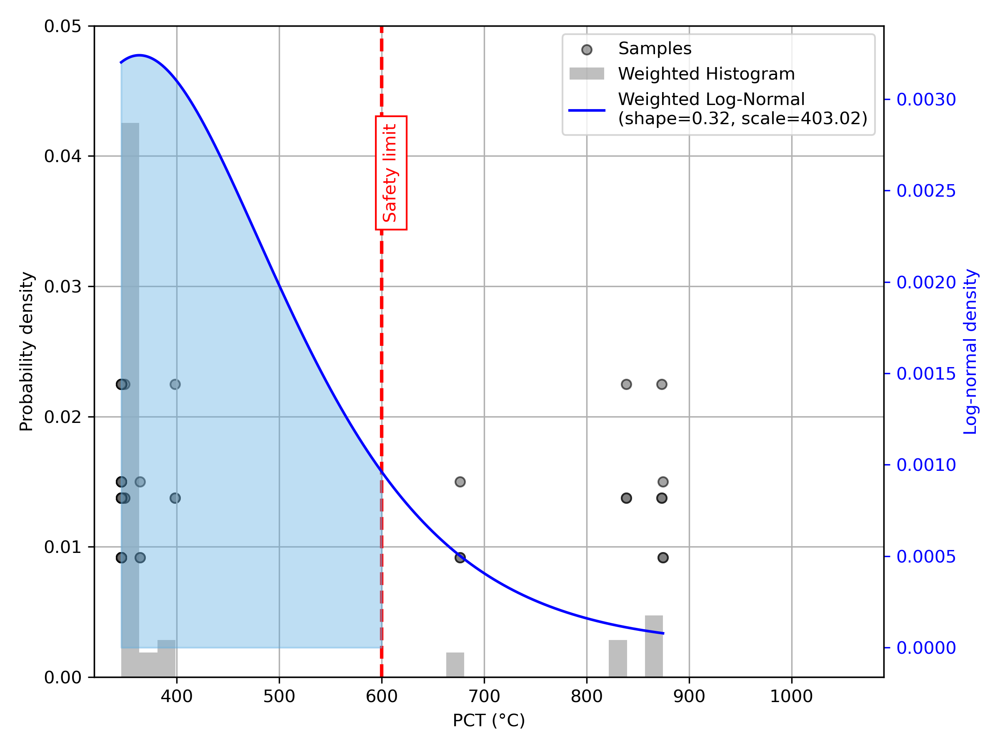 0.05
0.04
0.03
0.02
0.01
0.00
Probability density
400
500
600
700
800
900
1000
PCT (°C)
Safety limit
Samples
Weighted Histogram
Weighted Log-Normal
(shape=0.32, scale=403.02)
0.0030
0.0025
0.0020
0.0015
0.0010
0.0005
0.0000
Log-normal density